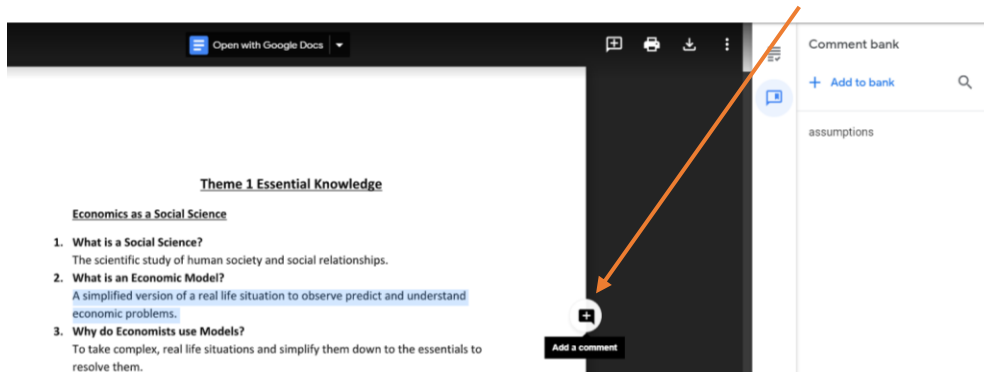 Open with Google Docs
Comment bank
Add to bank
assumptions
Theme 1 Essential Knowledge
Economics as a Social Science
1. What is a Social Science?
The scientific study of human society and social relationships.
2. What is an Economic Model?
A simplified version of a real life situation to observe predict and understand
economic problems.
3. Why do Economists use Models?
To take complex, real life situations and simplify them down to the essentials to
resolve them.
Add a comment